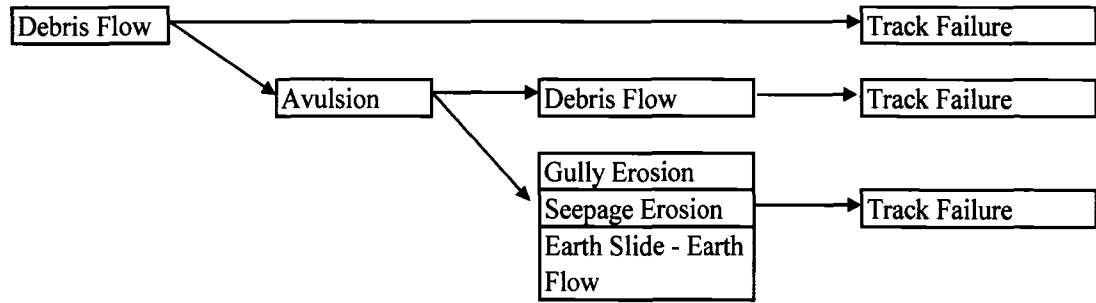 Debris Flow
Track Failure
Avulsion
Debris Flow
Track Failure
Gully Erosion
Seepage Erosion
Track Failure
Earth Slide - Earth
Flow